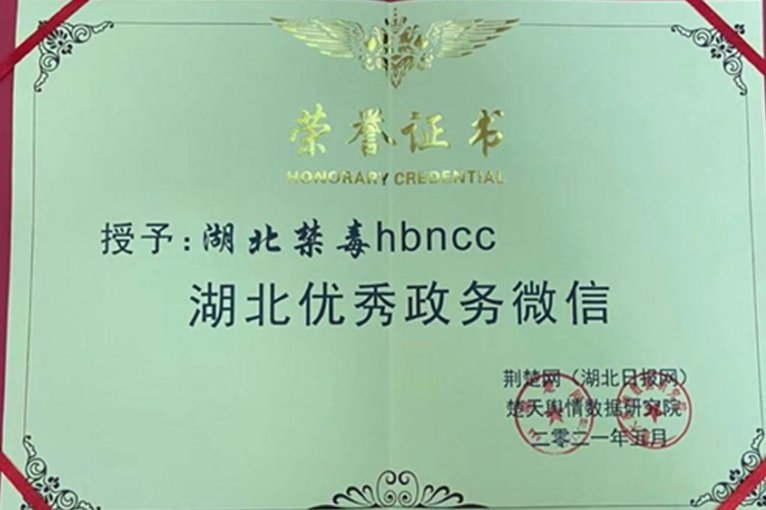 荣誉证书
HONORARY CREDENTIAL
授予:湖北禁毒hbncc
湖北优秀政务微信
荆楚网（湖北日报网）
楚天舆情数据研究院
二零二一年五月